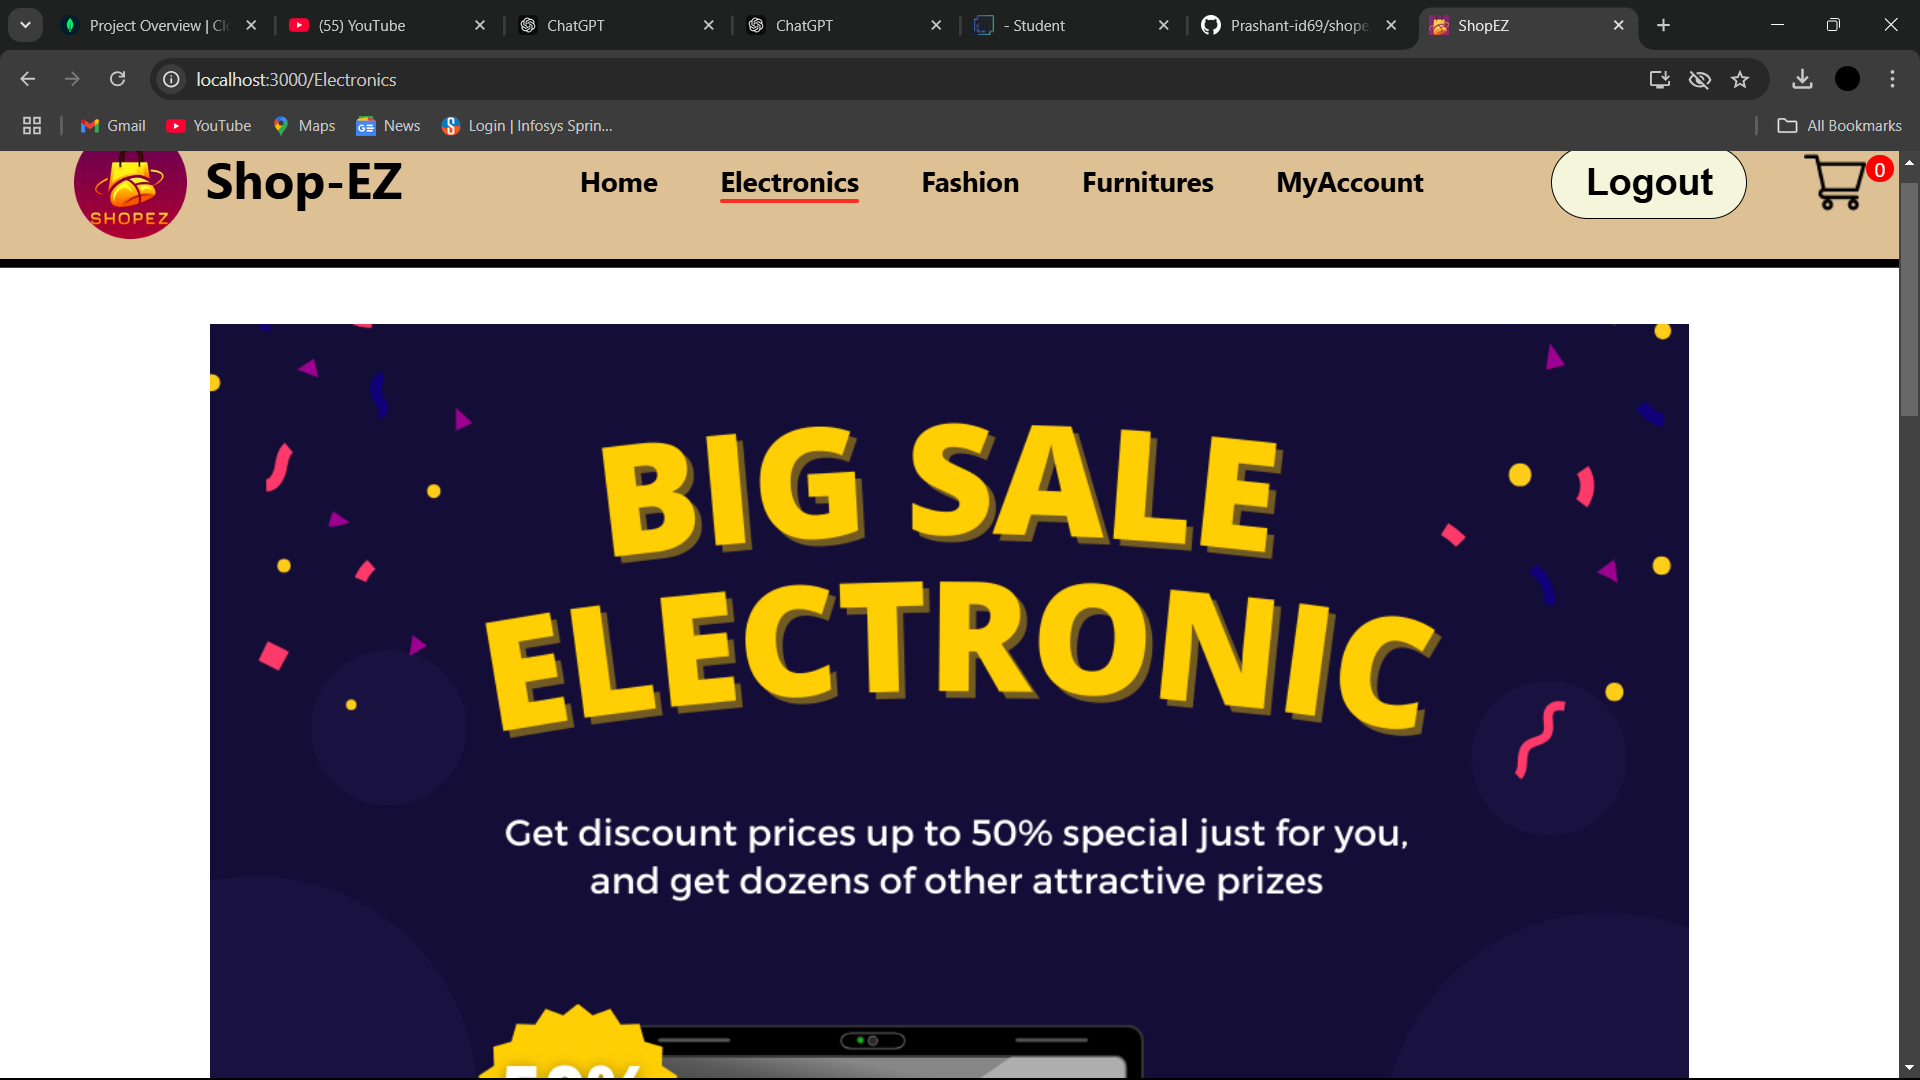 Project Overview | Clo
(55) YouTube
ChatGPT
ChatGPT
- Student
Prashant-id69/shope
ShopEZ
localhost:3000/Electronics
Gmail
YouTube
Maps
News
Login | Infosys Sprin...
All Bookmarks
SHOPEZ
Shop-EZ
Home
Electronics
Fashion
Furnitures
MyAccount
Logout
0
BIG SALE
ELECTRONIC
Get discount prices up to 50% special just for you,
and get dozens of other attractive prizes
50%